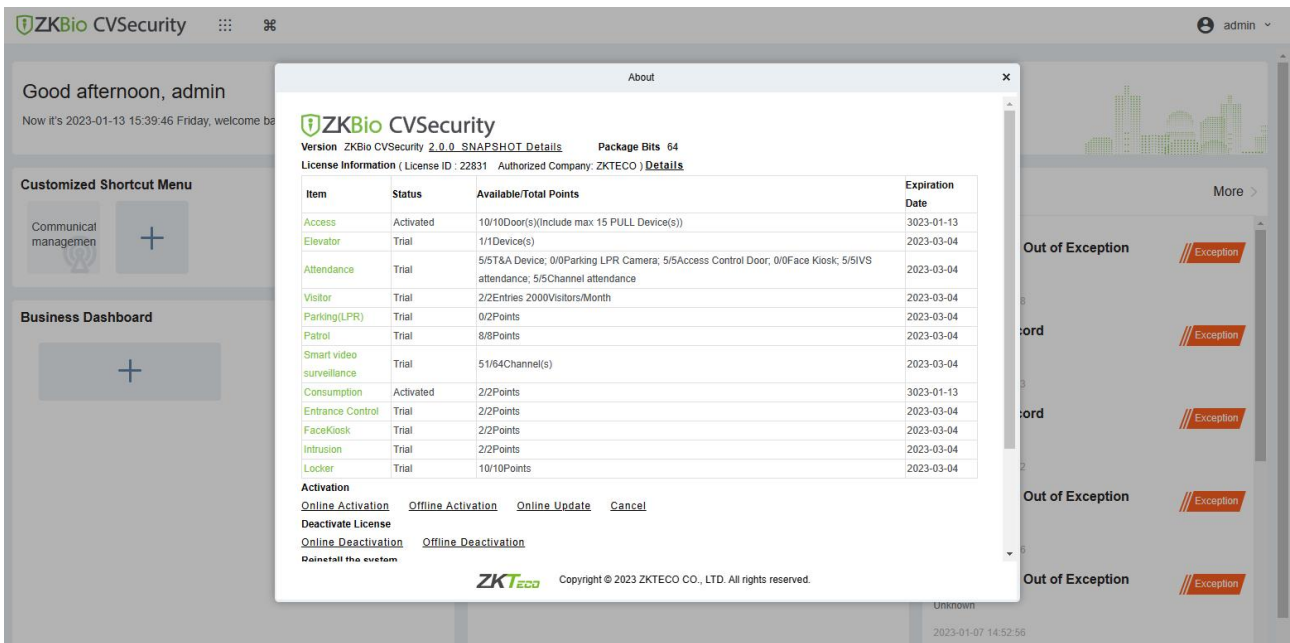 ZKBio CVSecurity
admin
Good afternoon, admin
Now it's 2023-01-13 15:39:46 Friday, welcome ba
Customized Shortcut Menu
Communicat
managemen
Business Dashboard
About
ZKBio CVSecurity
Version ZKBio CVSecurity 2.0.0_SNAPSHOT Details Package Bits 64
License Information ( License ID : 22831 Authorized Company: ZKTECO ) Details
Item Status Available/Total Points Expiration
Date
Access Activated 10/10Door(s)(Include max 15 PULL Device(s)) 3023-01-13
Elevator Trial 1/1Device(s) 2023-03-04
Attendance Trial 5/5T&A Device; 0/0Parking LPR Camera; 5/5Access Control Door; 0/0Face Kiosk; 5/5IVS
attendance; 5/5Channel attendance 2023-03-04
Visitor Trial 2/2Entries 2000Visitors/Month 2023-03-04
Parking(LPR) Trial 0/2Points 2023-03-04
Patrol Trial 8/8Points 2023-03-04
Smart video
surveillance Trial 51/64Channel(s) 2023-03-04
Consumption Activated 2/2Points 3023-01-13
Entrance Control Trial 2/2Points 2023-03-04
FaceKiosk Trial 2/2Points 2023-03-04
Intrusion Trial 2/2Points 2023-03-04
Locker Trial 10/10Points 2023-03-04
Activation
Online Activation Offline Activation Online Update Cancel
Deactivate License
Online Deactivation Offline Deactivation
Reinstall the system
ZKTeco Copyright © 2023 ZKTECO CO., LTD. All rights reserved.
More
Out of Exception
Exception
8
cord
Exception
3
cord
Exception
2
Out of Exception
Exception
6
Out of Exception
Exception
Unknown
2023-01-07 14:52:56